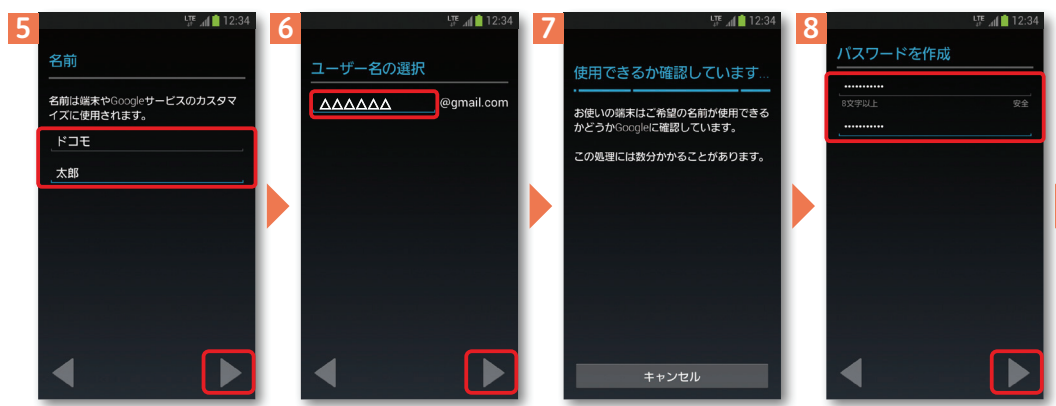 5
LTE 12:34
名前
名前は端末やGoogleサービスのカスタマ
イズに使用されます。
ドコモ
太郎
6
LTE 12:34
ユーザー名の選択
△△△△△△ @gmail.com
7
LTE 12:34
使用できるか確認しています...
お使いの端末はご希望の名前が使用できる
かどうかGoogleに確認しています。
この処理には数分かかることがあります。
キャンセル
8
LTE 12:34
パスワードを作成
•••••••••••
8文字以上 安全
•••••••••••